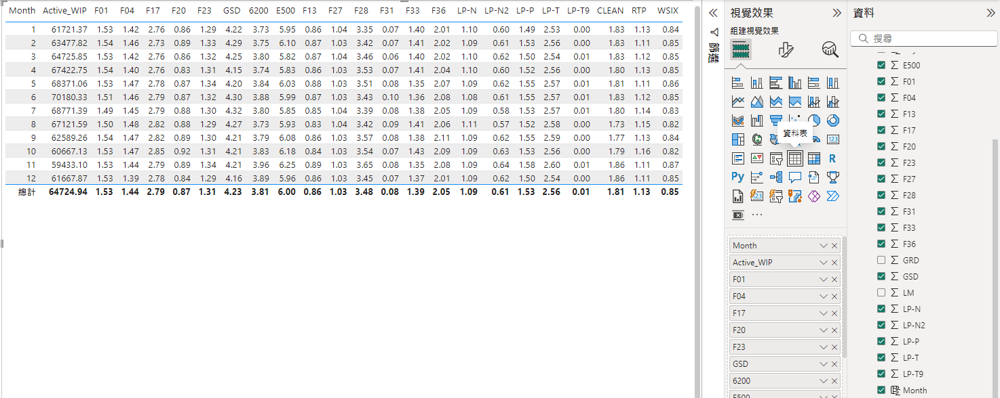 Month Active_WIP F01 F04 F17 F20 F23 GSD 6200 E500 F13 F27 F28 F31 F33 F36 LP-N LP-N2 LP-P LP-T LP-T9 CLEAN RTP WSIX
1 61721.37 1.53 1.42 2.76 0.86 1.29 4.22 3.73 5.95 0.86 1.04 3.35 0.07 1.40 2.01 1.10 0.60 1.49 2.53 0.00 1.83 1.13 0.84
2 63477.82 1.54 1.46 2.73 0.89 1.33 4.29 3.75 6.10 0.87 1.03 3.42 0.07 1.41 2.02 1.09 0.61 1.53 2.56 0.00 1.83 1.11 0.85
3 64725.85 1.53 1.42 2.76 0.86 1.32 4.25 3.80 5.82 0.87 1.04 3.46 0.06 1.40 2.02 1.10 0.62 1.50 2.54 0.01 1.83 1.12 0.85
4 67422.75 1.54 1.40 2.76 0.83 1.31 4.15 3.74 5.83 0.86 1.03 3.53 0.07 1.41 2.04 1.10 0.60 1.52 2.56 0.00 1.80 1.13 0.85
5 68371.06 1.53 1.47 2.78 0.87 1.34 4.20 3.84 6.03 0.88 1.03 3.51 0.08 1.35 2.07 1.09 0.62 1.55 2.57 0.01 1.81 1.11 0.86
6 70180.33 1.51 1.46 2.79 0.87 1.32 4.30 3.88 5.99 0.87 1.03 3.43 0.10 1.36 2.08 1.08 0.61 1.55 2.57 0.01 1.83 1.12 0.85
7 68771.39 1.49 1.45 2.79 0.88 1.30 4.32 3.80 5.85 0.85 1.04 3.39 0.08 1.38 2.05 1.09 0.58 1.53 2.57 0.01 1.80 1.14 0.83
8 67121.59 1.50 1.48 2.82 0.88 1.29 4.27 3.73 5.93 0.83 1.04 3.42 0.09 1.41 2.06 1.11 0.57 1.52 2.58 0.00 1.73 1.15 0.82
9 62589.26 1.54 1.47 2.82 0.89 1.30 4.21 3.79 6.08 0.86 1.03 3.57 0.08 1.38 2.11 1.09 0.62 1.55 2.59 0.00 1.77 1.13 0.84
10 60667.13 1.53 1.47 2.85 0.92 1.31 4.21 3.83 6.18 0.84 1.03 3.54 0.07 1.43 2.09 1.09 0.63 1.53 2.56 0.00 1.79 1.16 0.82
11 59433.10 1.53 1.44 2.79 0.89 1.34 4.21 3.96 6.25 0.89 1.03 3.65 0.08 1.35 2.08 1.09 0.64 1.58 2.60 0.01 1.86 1.11 0.87
12 61667.87 1.53 1.39 2.78 0.84 1.29 4.16 3.89 5.96 0.86 1.03 3.45 0.07 1.37 2.01 1.09 0.62 1.50 2.54 0.00 1.86 1.11 0.85
總計 64724.94 1.53 1.44 2.79 0.87 1.31 4.23 3.81 6.00 0.86 1.03 3.48 0.08 1.39 2.05 1.09 0.61 1.53 2.56 0.01 1.81 1.13 0.85
篩選
視覺效果
組建視覺效果
資料表
123
R
Py
123
...
Month
Active_WIP
F01
F04
F17
F20
F23
GSD
6200
E500
資料
搜尋
E500
F01
F04
F13
F17
F20
F23
F27
F28
F31
F33
F36
GRD
GSD
LM
LP-N
LP-N2
LP-P
LP-T
LP-T9
Month